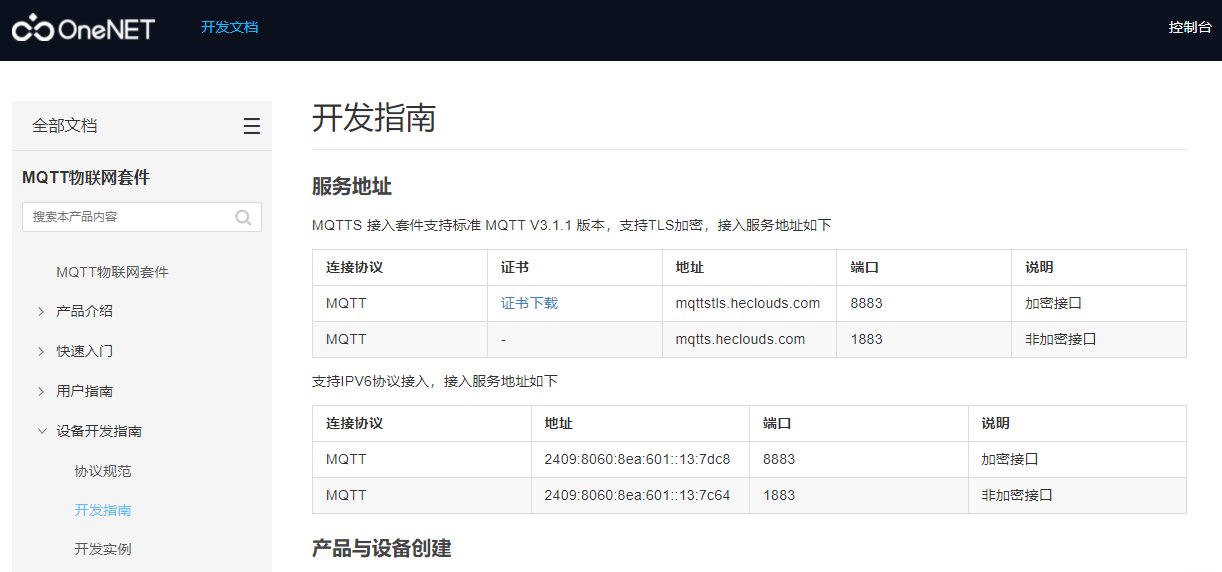 OneNET
开发文档
控制台
全部文档
MQTT物联网套件
搜索本产品内容
MQTT物联网套件
产品介绍
快速入门
用户指南
设备开发指南
协议规范
开发指南
开发实例
开发指南
服务地址
MQTTS 接入套件支持标准 MQTT V3.1.1 版本，支持TLS加密，接入服务地址如下
连接协议 证书 地址 端口 说明
MQTT 证书下载 mqttstls.heclouds.com 8883 加密接口
MQTT - mqtts.heclouds.com 1883 非加密接口
支持IPV6协议接入，接入服务地址如下
连接协议 地址 端口 说明
MQTT 2409:8060:8ea:601::13:7dc8 8883 加密接口
MQTT 2409:8060:8ea:601::13:7c64 1883 非加密接口
产品与设备创建